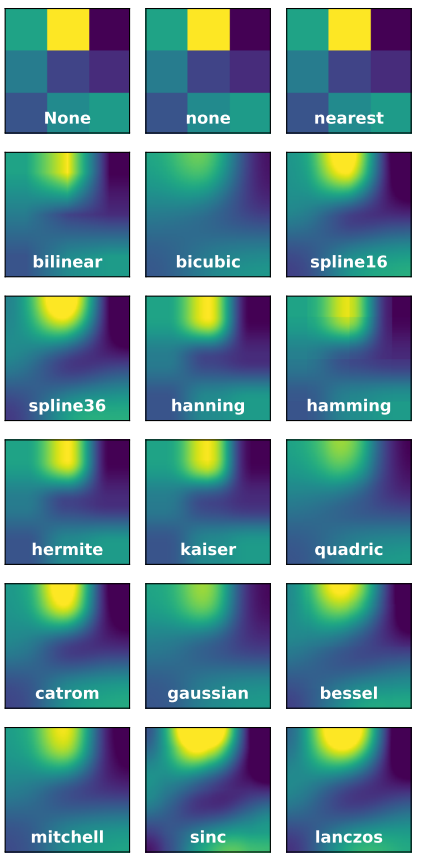 None
none
nearest
bilinear
bicubic
spline16
spline36
hanning
hamming
hermite
kaiser
quadric
catrom
gaussian
bessel
mitchell
sinc
lanczos